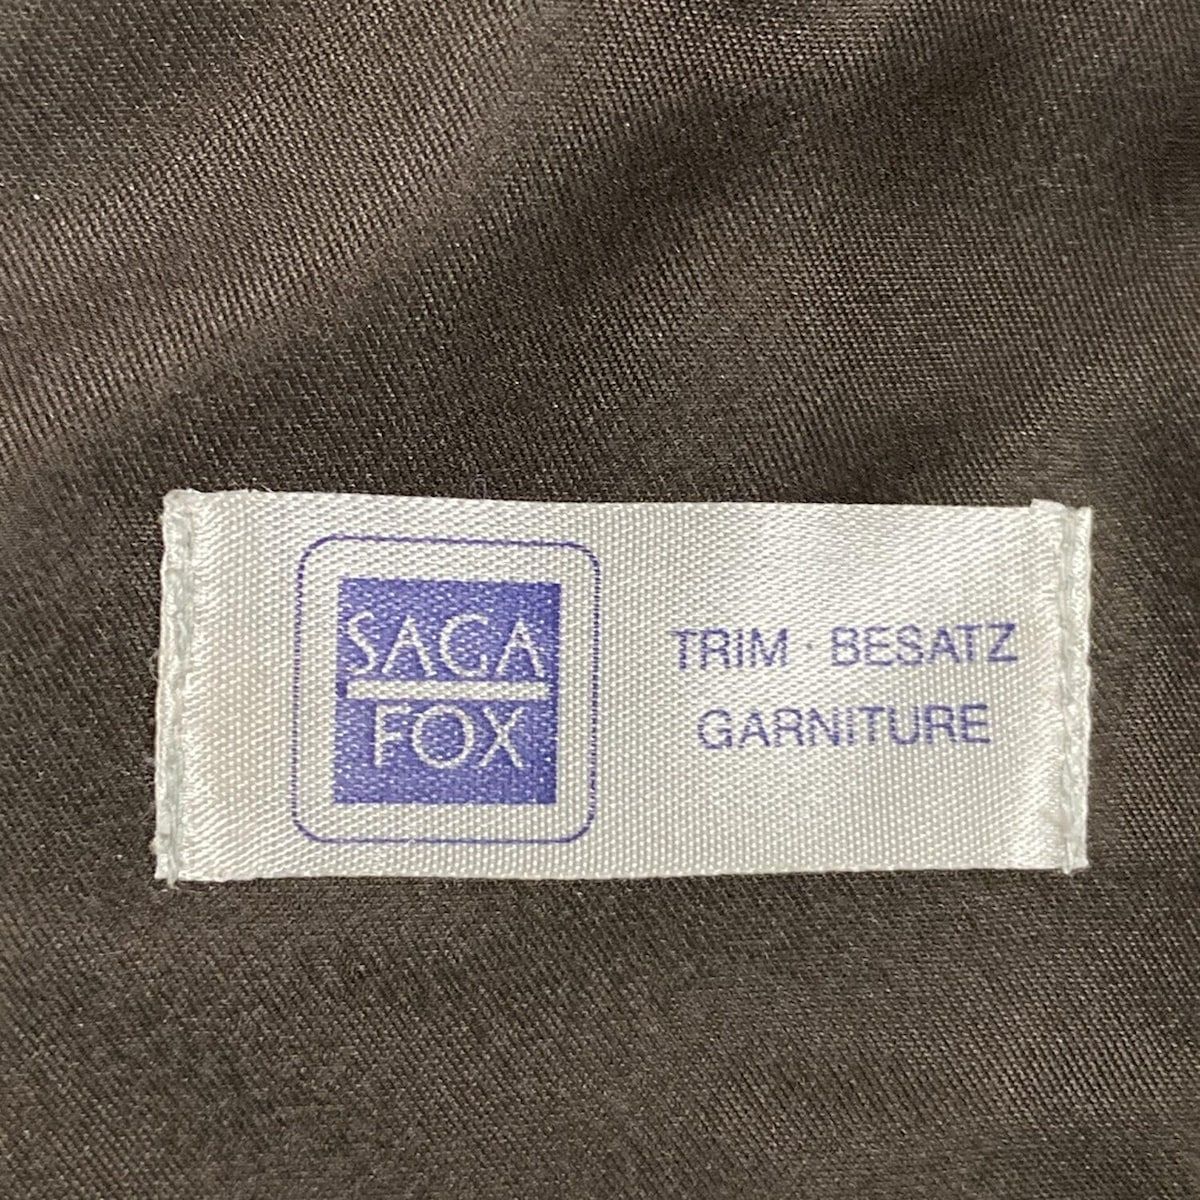 SAGA
FOX
TRIM · BESATZ
GARNITURE